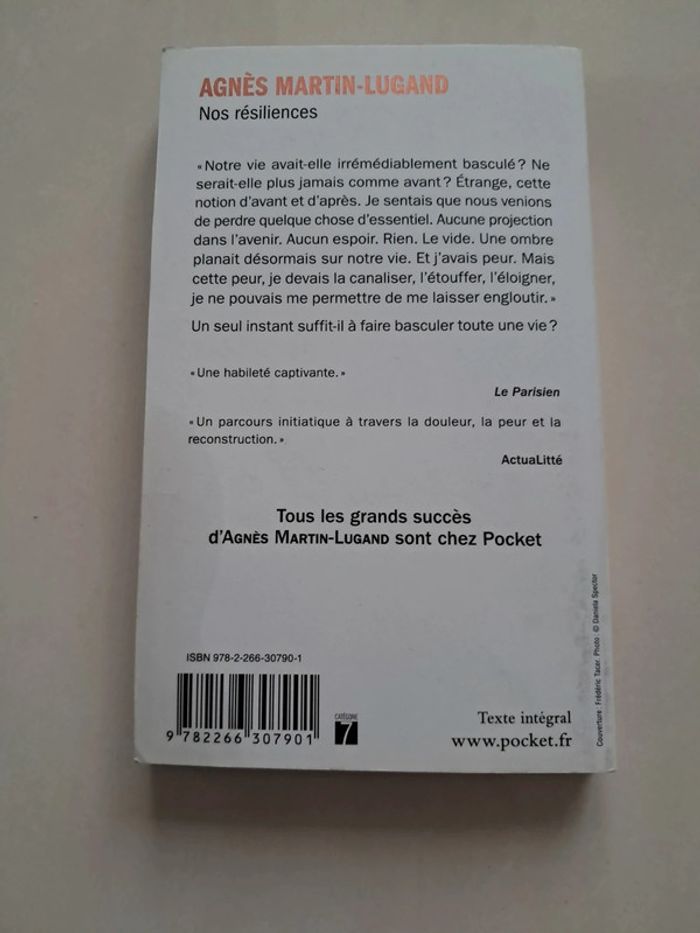 AGNÈS MARTIN-LUGAND
Nos résiliences
« Notre vie avait-elle irrémédiablement basculé ? Ne
serait-elle plus jamais comme avant ? Étrange, cette
notion d'avant et d'après. Je sentais que nous venions
de perdre quelque chose d'essentiel. Aucune projection
dans l'avenir. Aucun espoir. Rien. Le vide. Une ombre
planait désormais sur notre vie. Et j'avais peur. Mais
cette peur, je devais la canaliser, l'étouffer, l'éloigner,
je ne pouvais me permettre de me laisser engloutir. »
Un seul instant suffit-il à faire basculer toute une vie ?
« Une habileté captivante. »
Le Parisien
« Un parcours initiatique à travers la douleur, la peur et la
reconstruction. »
ActuaLitté
Tous les grands succès
d'AGNÈS MARTIN-LUGAND sont chez Pocket
ISBN 978-2-266-30790-1
9 782266 307901
CATÉGORIE
7
Texte intégral
www.pocket.fr
Couverture : Frédéric Tacer. Photo : © Daniela Spector